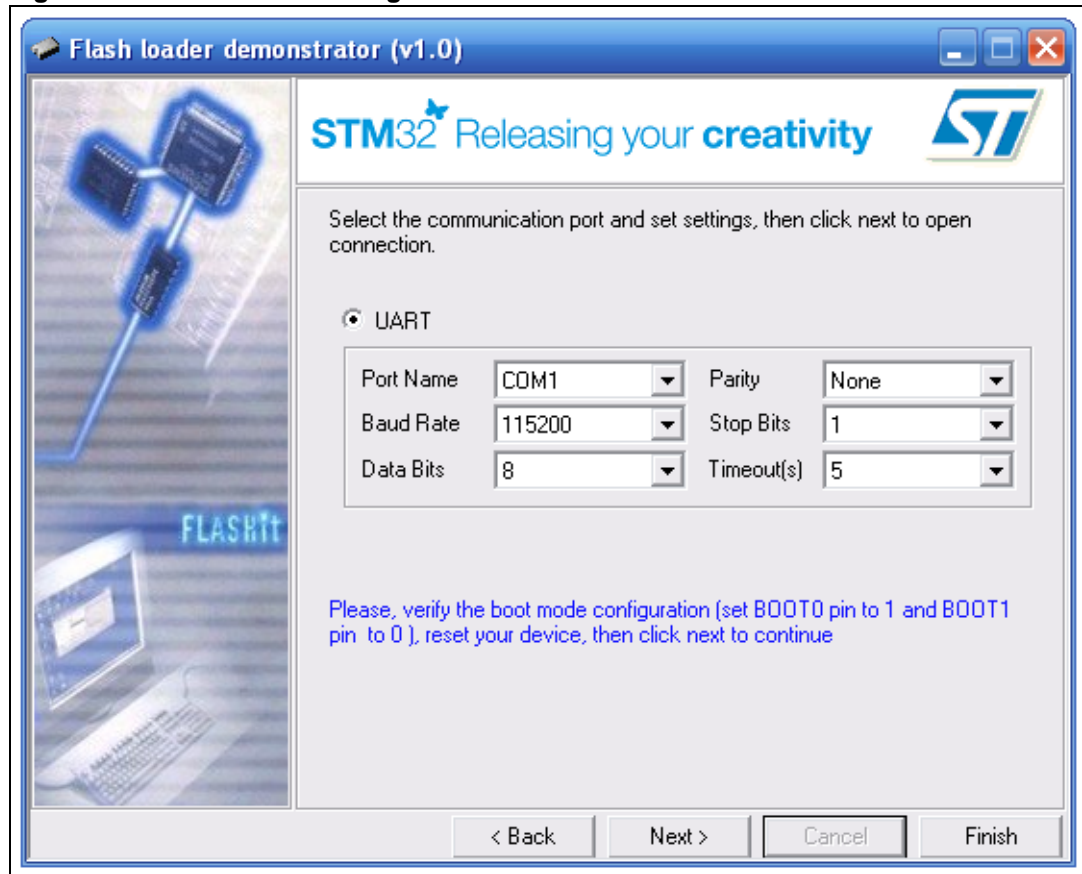 Flash loader demonstrator (v1.0)
STM32 Releasing your creativity
ST
Select the communication port and set settings, then click next to open
connection.
UART
Port Name COM1 Parity None
Baud Rate 115200 Stop Bits 1
Data Bits 8 Timeout(s) 5
FLASHit
Please, verify the boot mode configuration (set BOOT0 pin to 1 and BOOT1
pin to 0 ), reset your device, then click next to continue
< Back Next > Cancel Finish